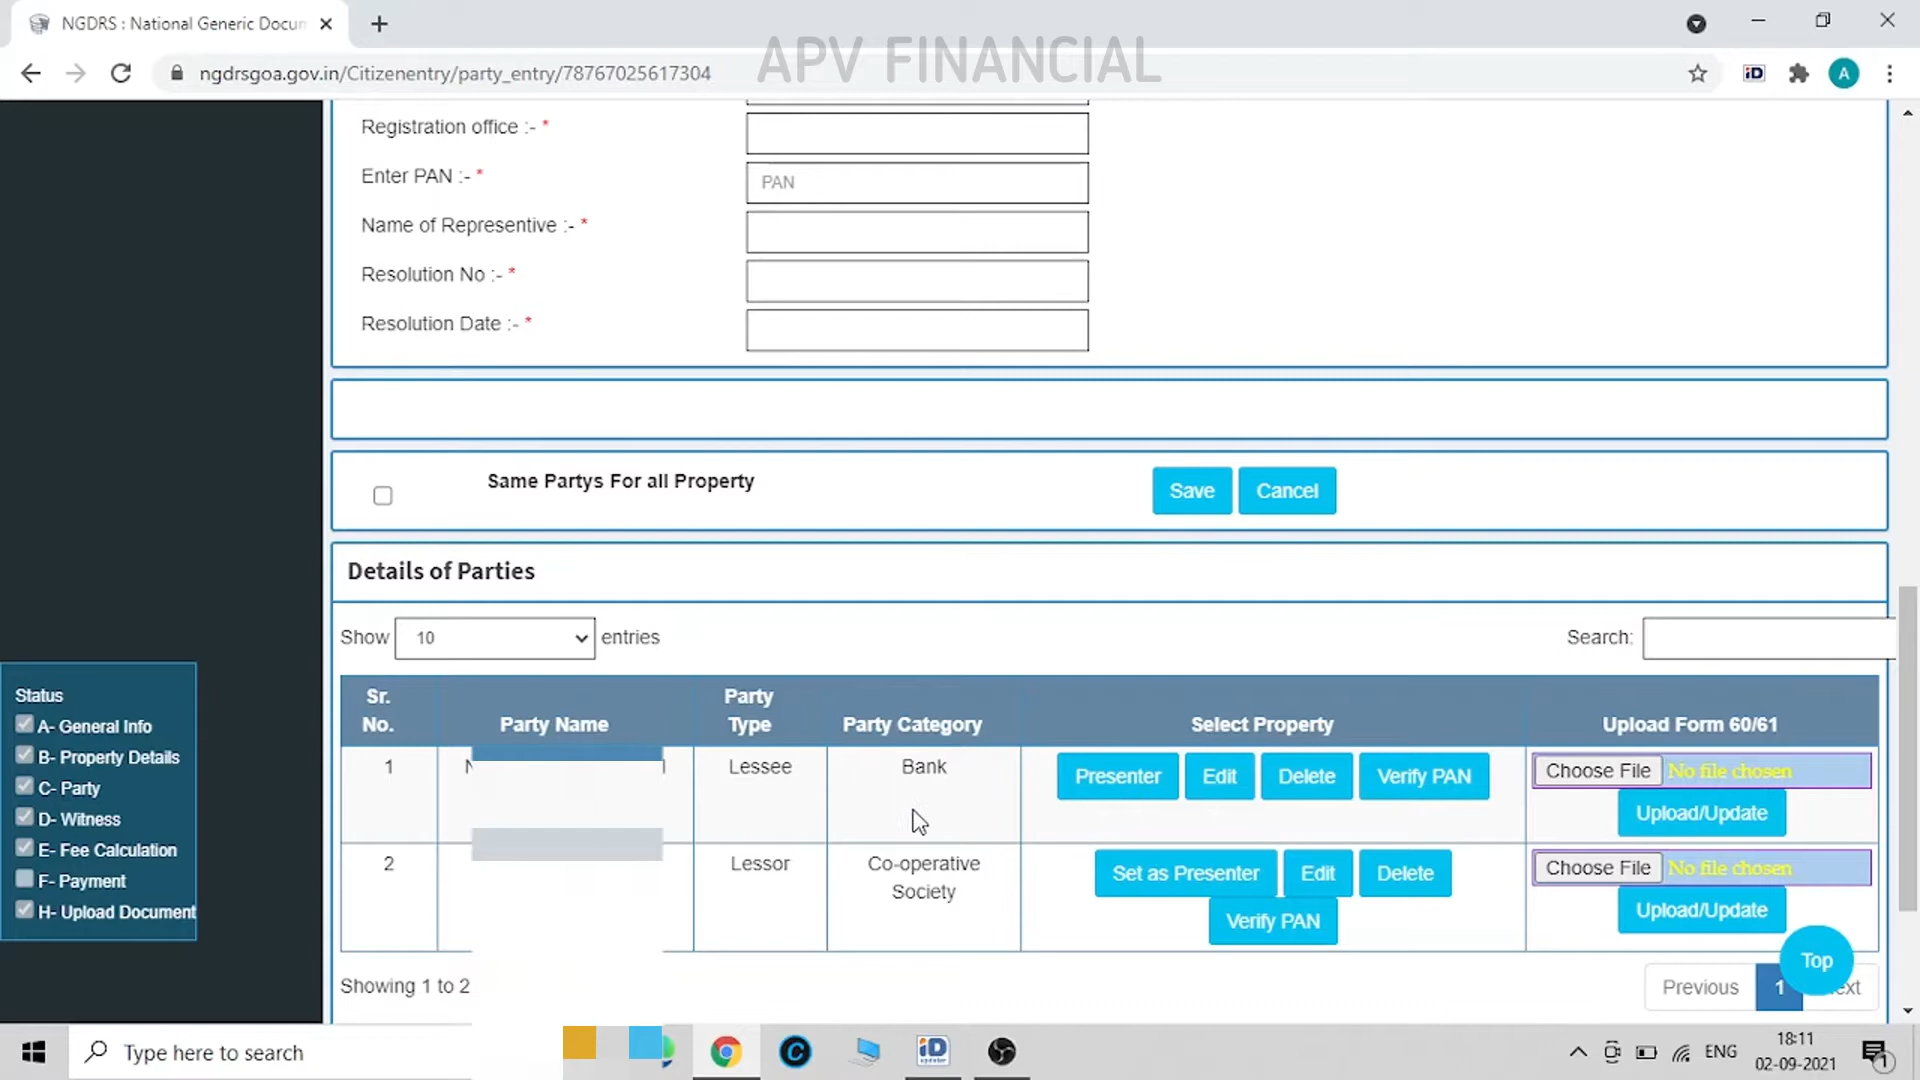 NGDRS : National Generic Docum
APV FINANCIAL
ngdrsgoa.gov.in/Citizenentry/party_entry/78767025617304
iD
A
Registration office :- *
Enter PAN :- *
PAN
Name of Representive :- *
Resolution No :- *
Resolution Date :- *
Same Partys For all Property
Save
Cancel
Details of Parties
Show 10 entries
Search:
Sr. No.
Party Name
Party Type
Party Category
Select Property
Upload Form 60/61
1
Lessee
Bank
Presenter
Edit
Delete
Verify PAN
Choose File No file chosen
Upload/Update
2
Lessor
Co-operative Society
Set as Presenter
Edit
Delete
Verify PAN
Choose File No file chosen
Upload/Update
Showing 1 to 2
Previous
1
Top
Status
A- General Info
B- Property Details
C- Party
D- Witness
E- Fee Calculation
F- Payment
H- Upload Document
Type here to search
ENG
18:11
02-09-2021
1